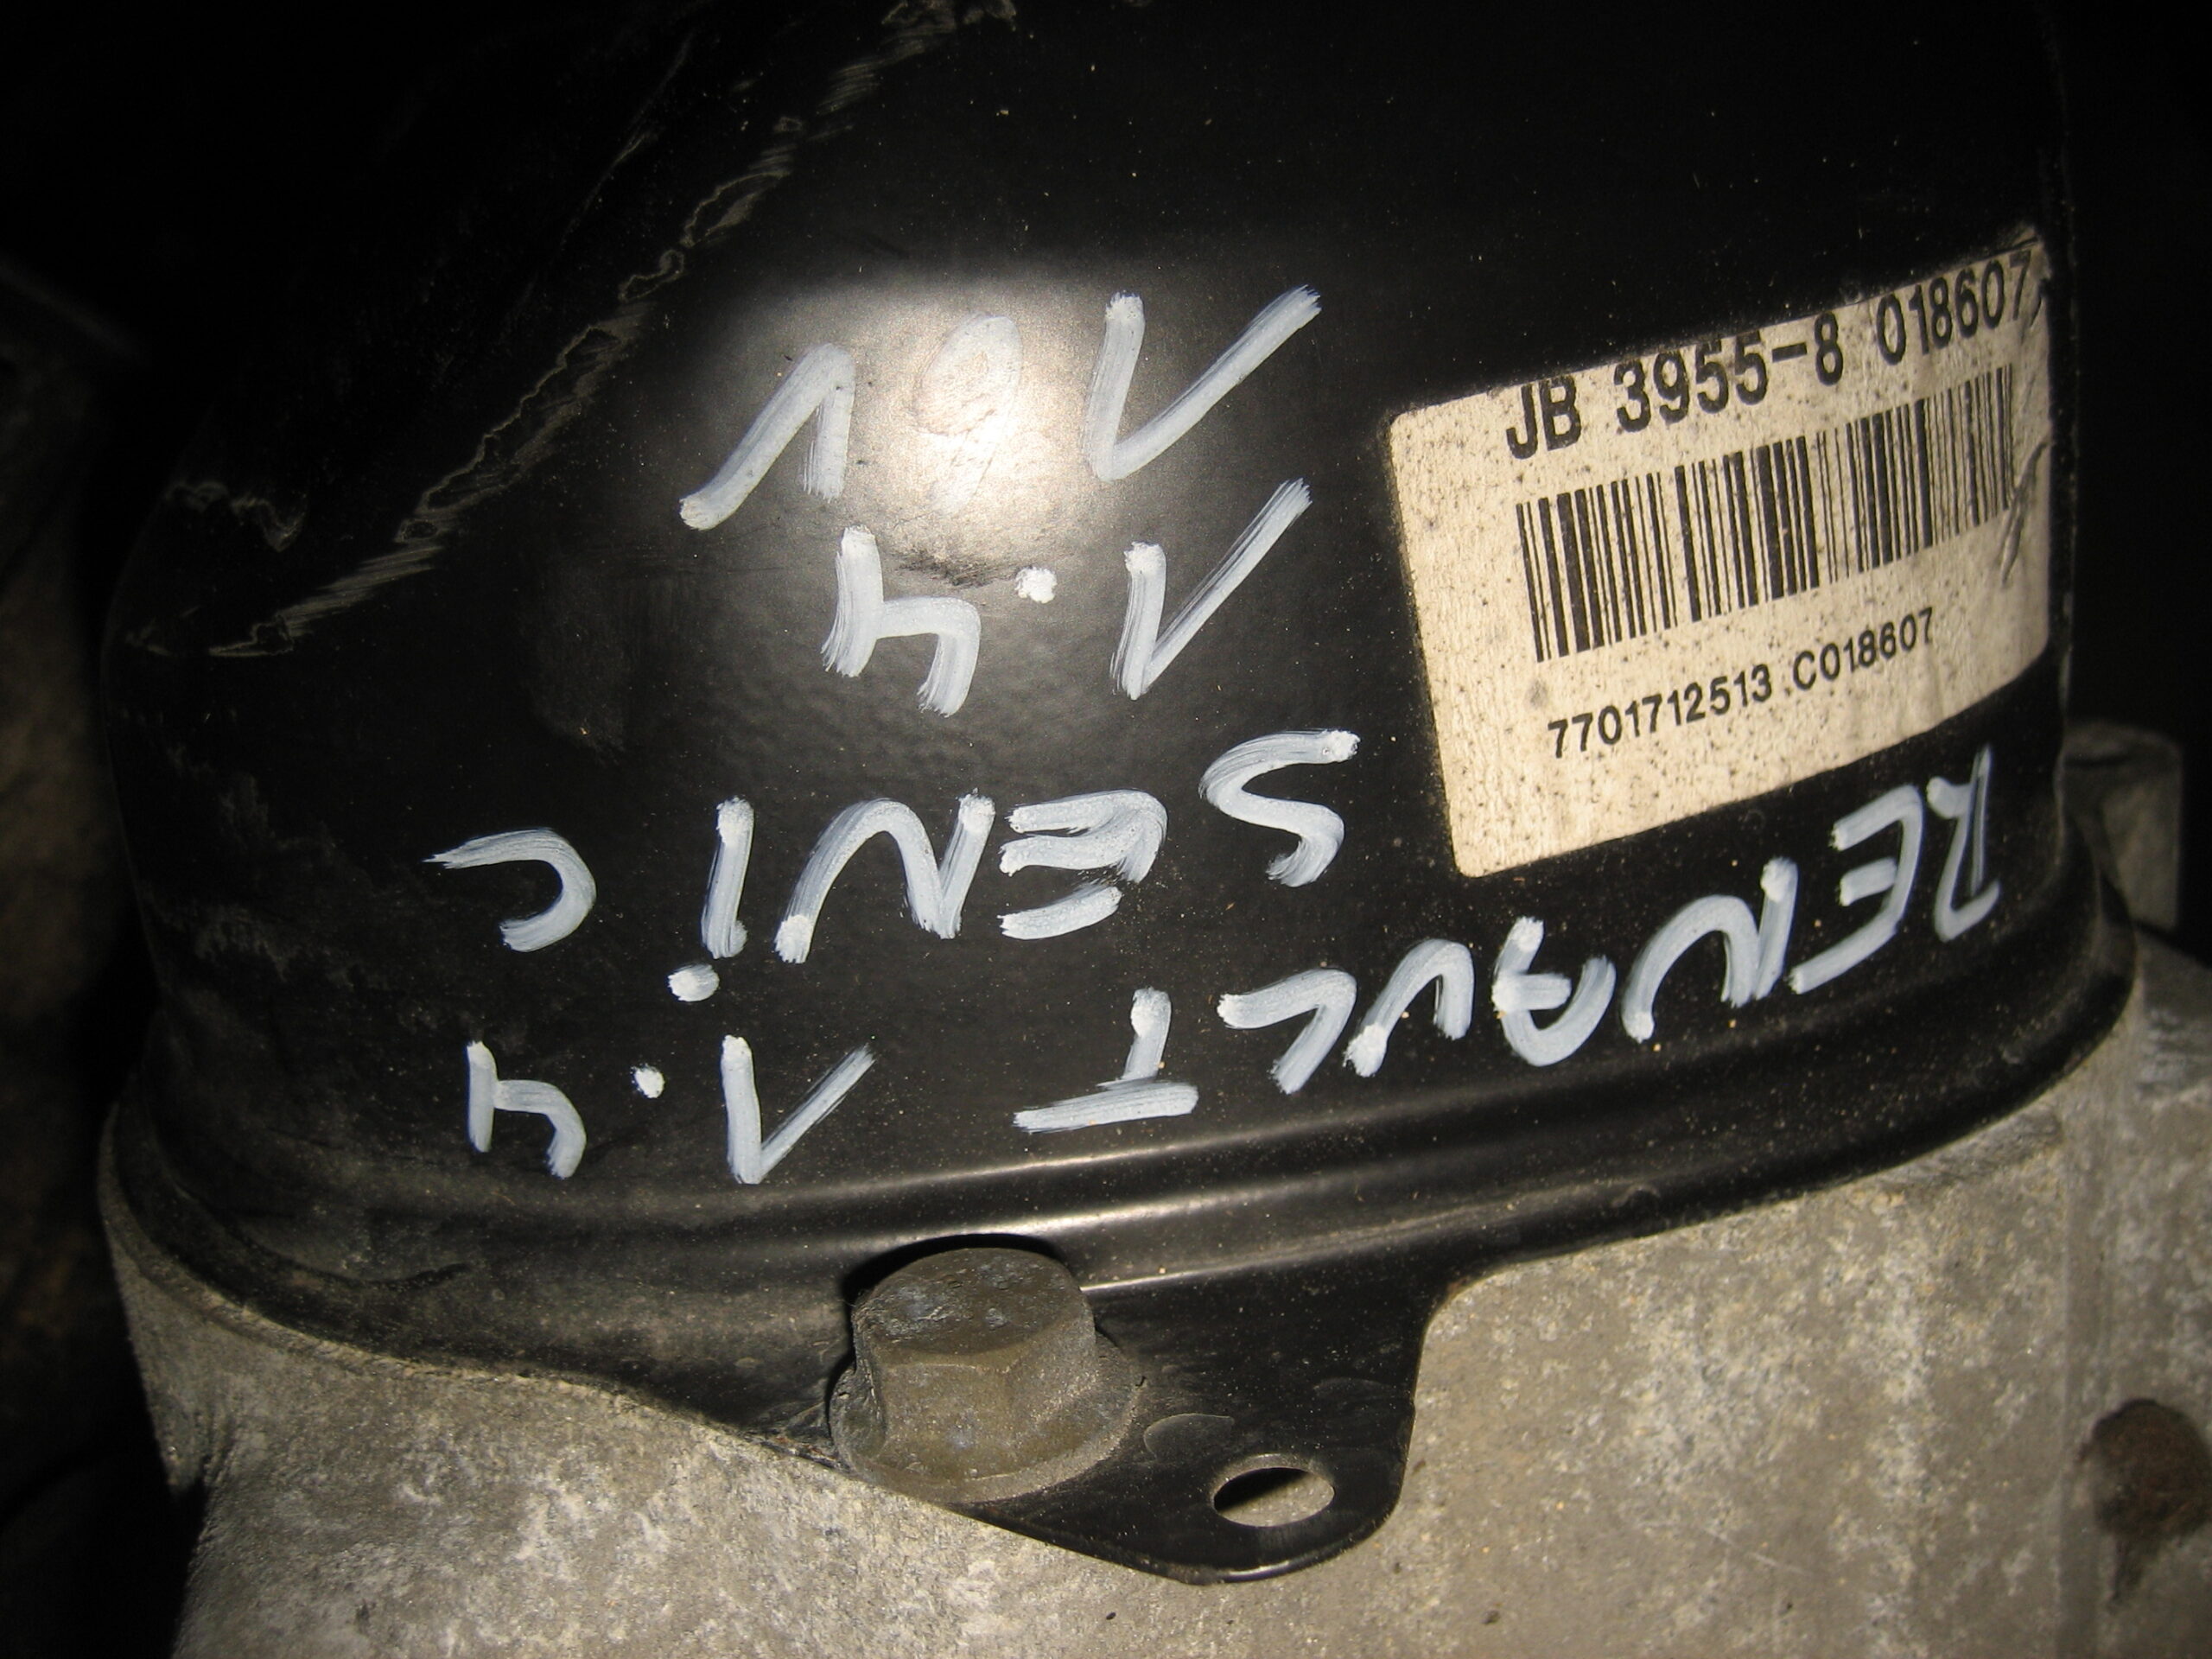 JB 3955-8 018607
7701712513 C018607
RENAULT 1.4
SENiC
1.4
16V